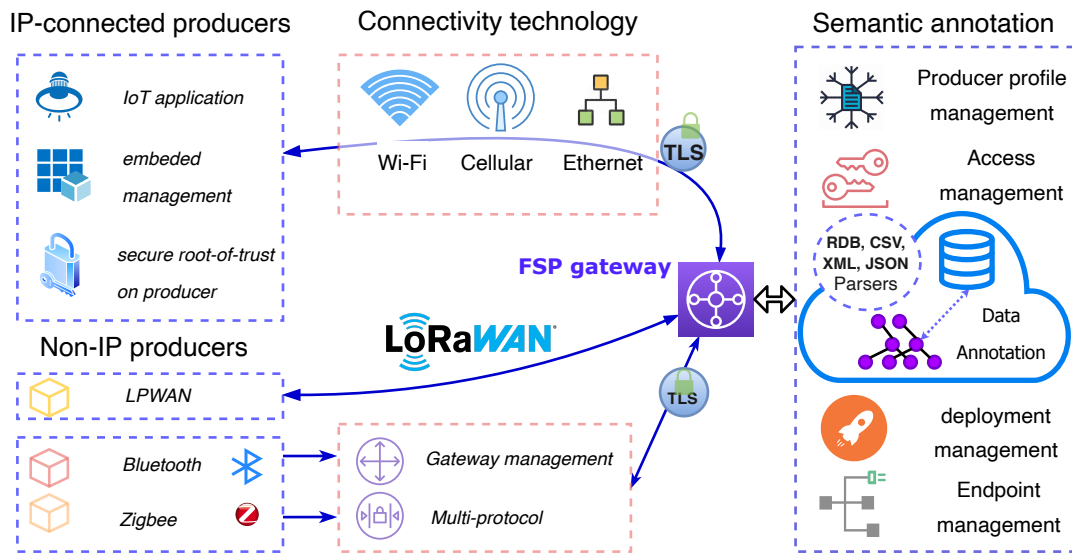 IP-connected producers
IoT application
embeded
management
secure root-of-trust
on producer
Non-IP producers
LPWAN
Bluetooth
Zigbee
Connectivity technology
Wi-Fi
Cellular
Ethernet
TLS
FSP gateway
LoRaWAN
TLS
Gateway management
Multi-protocol
Semantic annotation
Producer profile
management
Access
management
RDB, CSV,
XML, JSON
Parsers
Data
Annotation
deployment
management
Endpoint
management